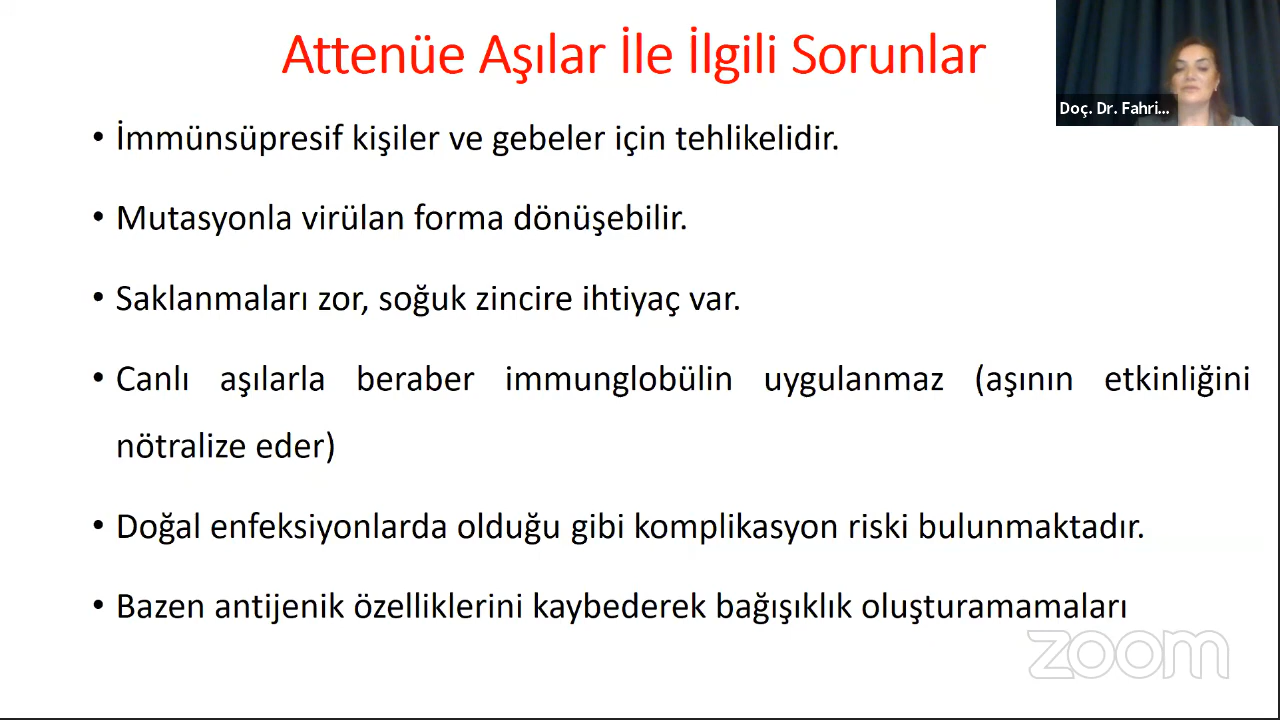 Attenüe Aşılar İle İlgili Sorunlar
Doç. Dr. Fahri...
• İmmünsüpresif kişiler ve gebeler için tehlikelidir.
• Mutasyonla virülan forma dönüşebilir.
• Saklanmaları zor, soğuk zincire ihtiyaç var.
• Canlı aşılarla beraber immunglobülin uygulanmaz (aşının etkinliğini
nötralize eder)
• Doğal enfeksiyonlarda olduğu gibi komplikasyon riski bulunmaktadır.
• Bazen antijenik özelliklerini kaybederek bağışıklık oluşturamamaları
zoom